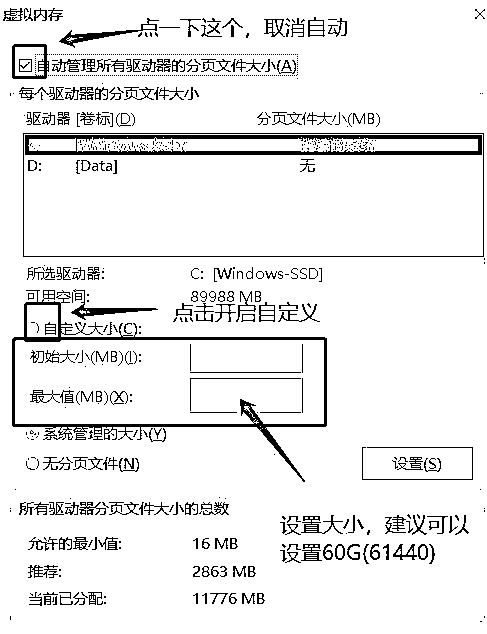 虚拟内存
点一下这个，取消自动
自动管理所有驱动器的分页文件大小(A)
每个驱动器的分页文件大小
驱动器 [卷标](D) 分页文件大小(MB)
D: [Data] 无
所选驱动器: C: [Windows-SSD]
可用空间: 89988 MB
点击开启自定义
自定义大小(C):
初始大小(MB)(I):
最大值(MB)(X):
系统管理的大小(Y)
无分页文件(N) 设置(S)
所有驱动器分页文件大小的总数
设置大小，建议可以
设置60G(61440)
允许的最小值: 16 MB
推荐: 2863 MB
当前已分配: 11776 MB